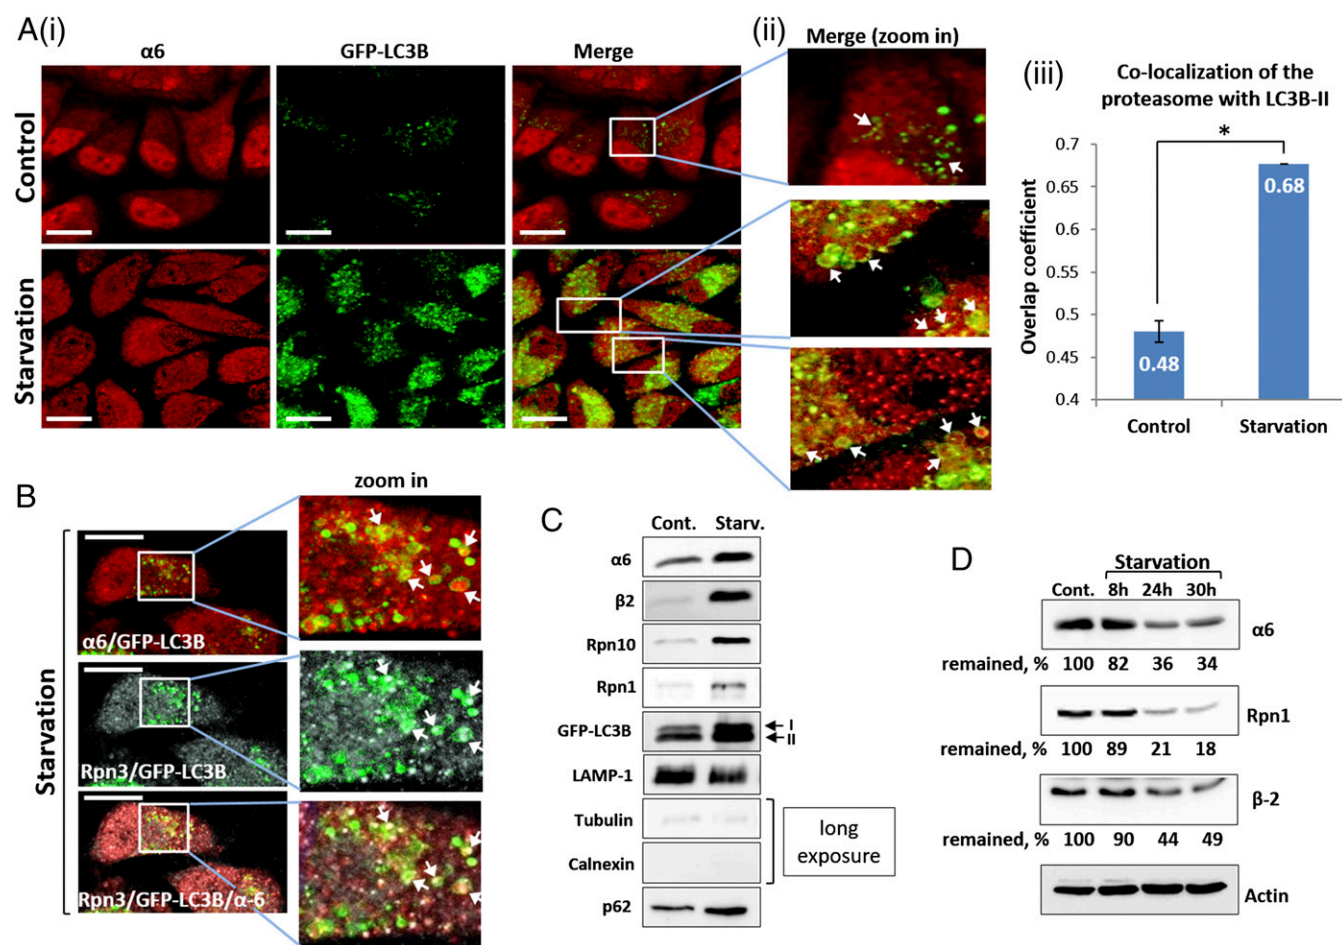 A(i)
α6
GFP-LC3B
Merge
Control
Starvation
(ii)
Merge (zoom in)
(iii)
Co-localization of the
proteasome with LC3B-II
*
0.7
0.65
0.6
0.55
0.5
0.45
0.4
Overlap coefficient
0.48
0.68
Control
Starvation
B
zoom in
Starvation
α6/GFP-LC3B
Rpn3/GFP-LC3B
Rpn3/GFP-LC3B/α-6
C
Cont. Starv.
α6
β2
Rpn10
Rpn1
GFP-LC3B
I
II
LAMP-1
Tubulin
Calnexin
long
exposure
p62
D
Starvation
Cont. 8h 24h 30h
α6
remained, % 100 82 36 34
Rpn1
remained, % 100 89 21 18
β-2
remained, % 100 90 44 49
Actin